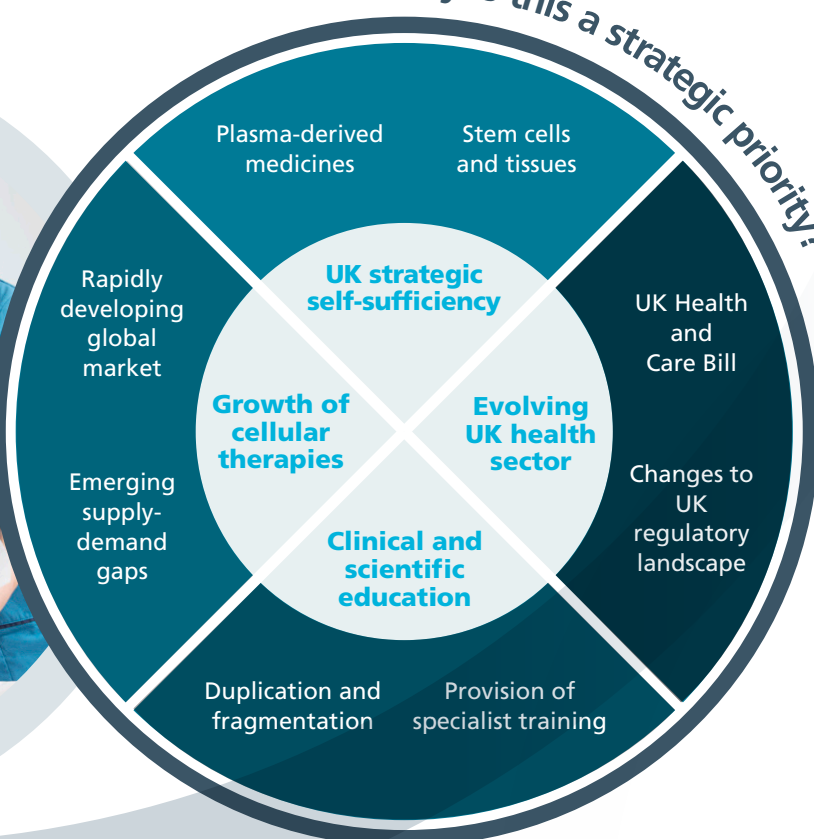 this a strategic priority?
Plasma-derived
medicines
Stem cells
and tissues
UK strategic
self-sufficiency
Rapidly
developing
global
market
Emerging
supply-
demand
gaps
Growth of
cellular
therapies
Evolving
UK health
sector
UK Health
and
Care Bill
Changes to
UK
regulatory
landscape
Clinical and
scientific
education
Duplication and
fragmentation
Provision of
specialist training